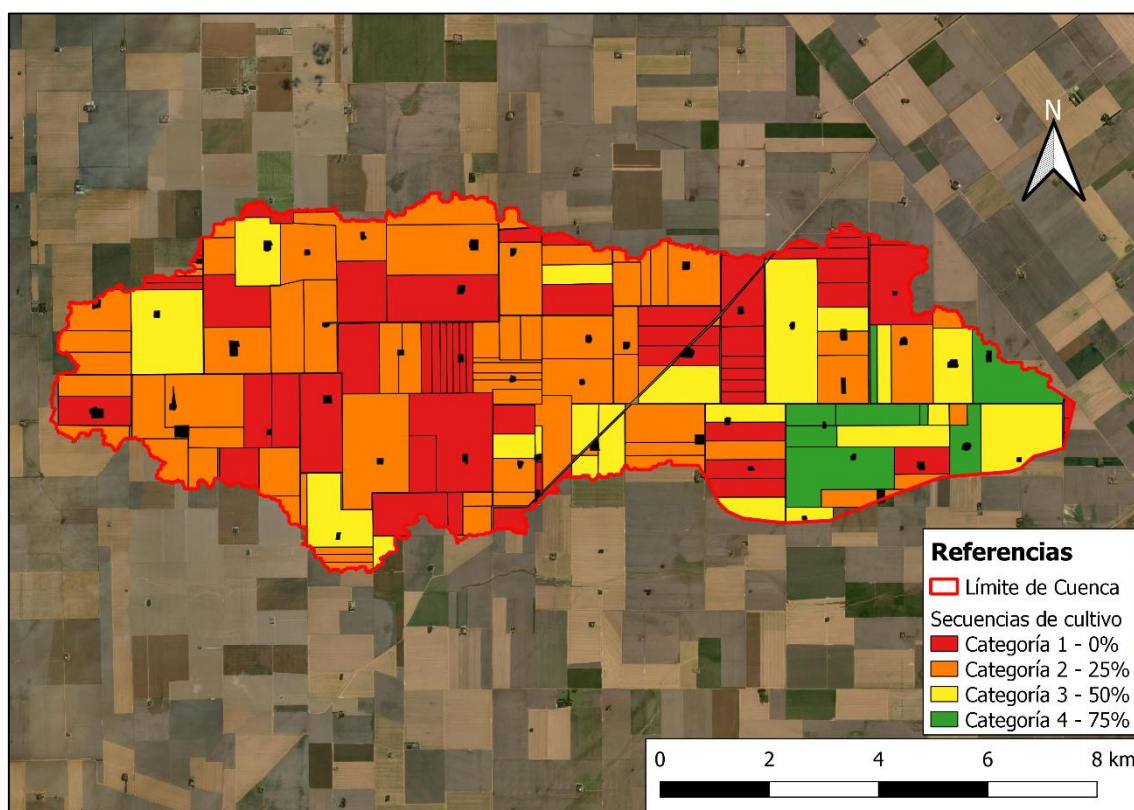 N
Referencias
Límite de Cuenca
Secuencias de cultivo
Categoría 1 - 0%
Categoría 2 - 25%
Categoría 3 - 50%
Categoría 4 - 75%
0 2 4 6 8 km